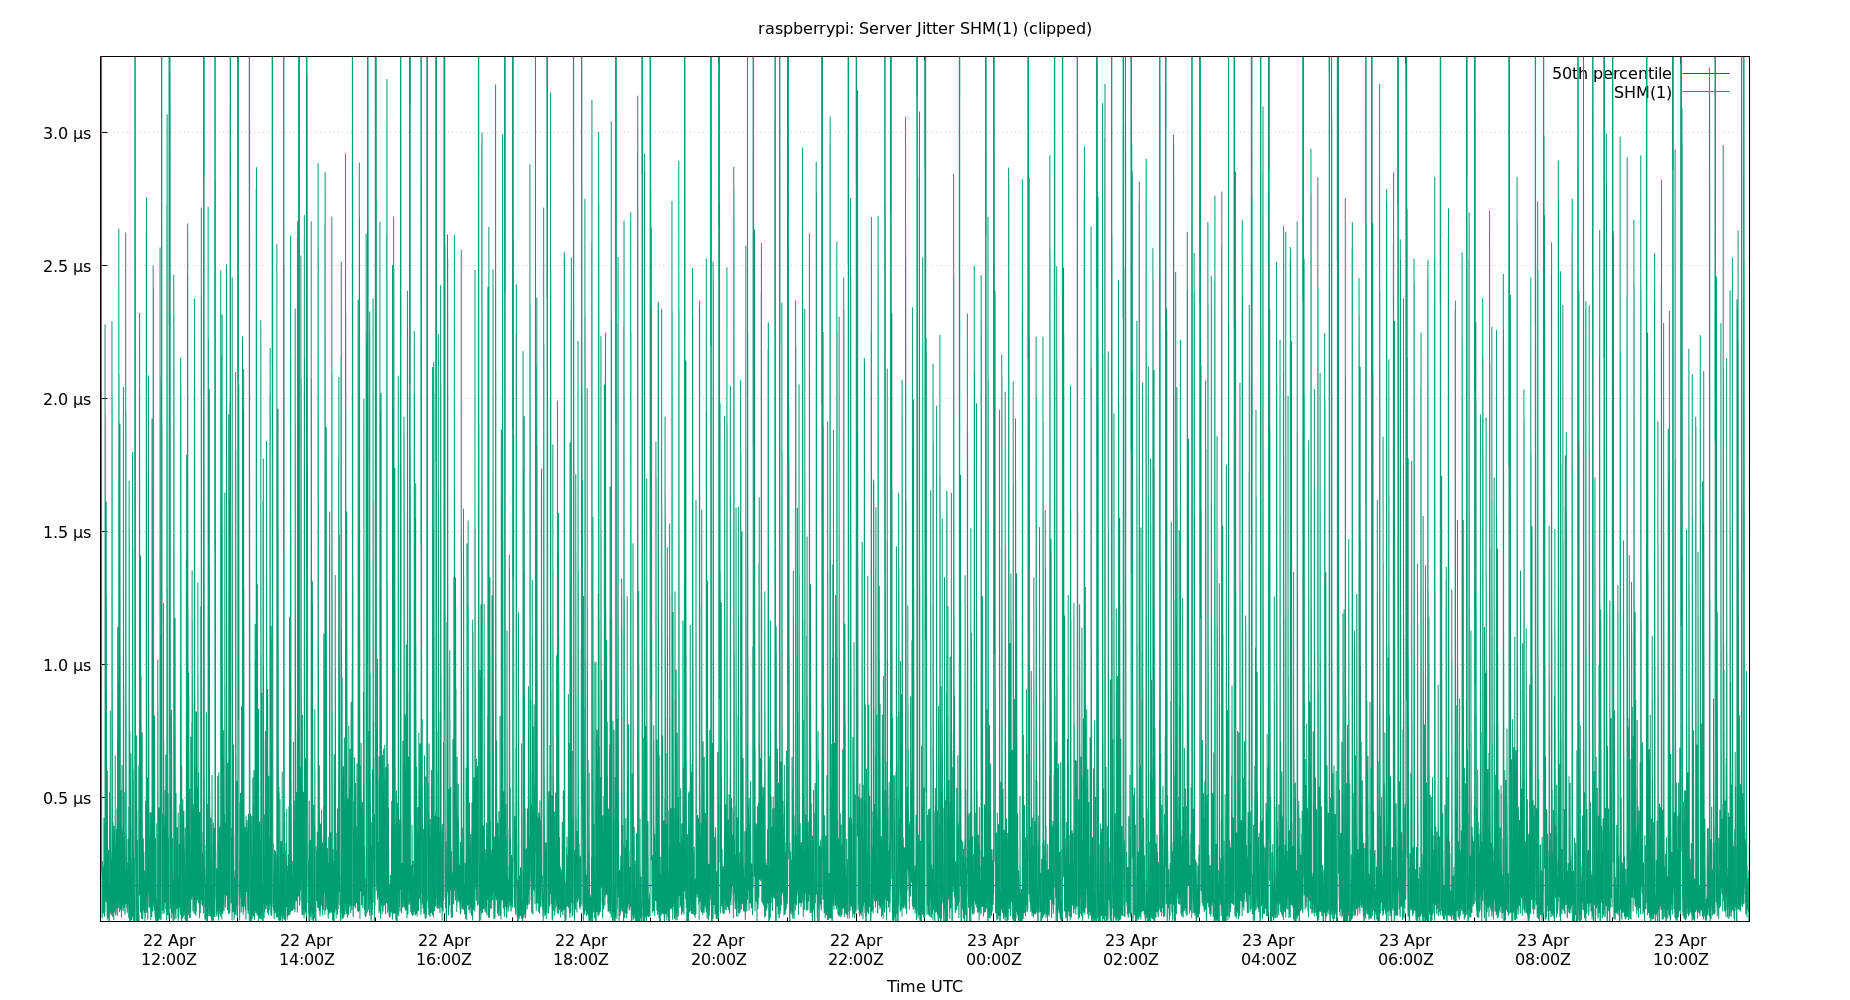 raspberrypi: Server Jitter SHM(1) (clipped)
50th percentile
SHM(1)
3.0 µs
2.5 µs
2.0 µs
1.5 µs
1.0 µs
0.5 µs
22 Apr 22 Apr 22 Apr 22 Apr 22 Apr 22 Apr 23 Apr 23 Apr 23 Apr 23 Apr 23 Apr 23 Apr
12:00Z 14:00Z 16:00Z 18:00Z 20:00Z 22:00Z 00:00Z 02:00Z 04:00Z 06:00Z 08:00Z 10:00Z
Time UTC